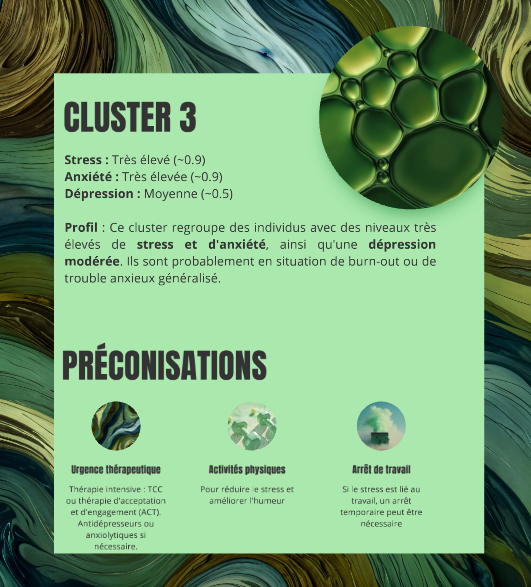 CLUSTER 3
Stress : Très élevé (~0.9)
Anxiété : Très élevée (~0.9)
Dépression : Moyenne (~0.5)
Profil : Ce cluster regroupe des individus avec des niveaux très
élevés de stress et d'anxiété, ainsi qu'une dépression
modérée. Ils sont probablement en situation de burn-out ou de
trouble anxieux généralisé.
PRÉCONISATIONS
Urgence thérapeutique
Thérapie intensive : TCC
ou thérapie d'acceptation
et d'engagement (ACT).
Antidépresseurs ou
anxiolytiques si
nécessaire.
Activités physiques
Pour réduire le stress et
améliorer l'humeur
Arrêt de travail
Si le stress est lié au
travail, un arrêt
temporaire peut être
nécessaire